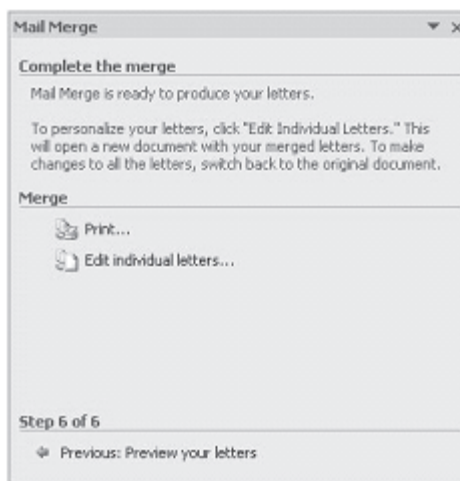 Mail Merge
Complete the merge
Mail Merge is ready to produce your letters.
To personalize your letters, click "Edit Individual Letters." This
will open a new document with your merged letters. To make
changes to all the letters, switch back to the original document.
Merge
Print...
Edit individual letters...
Step 6 of 6
Previous: Preview your letters